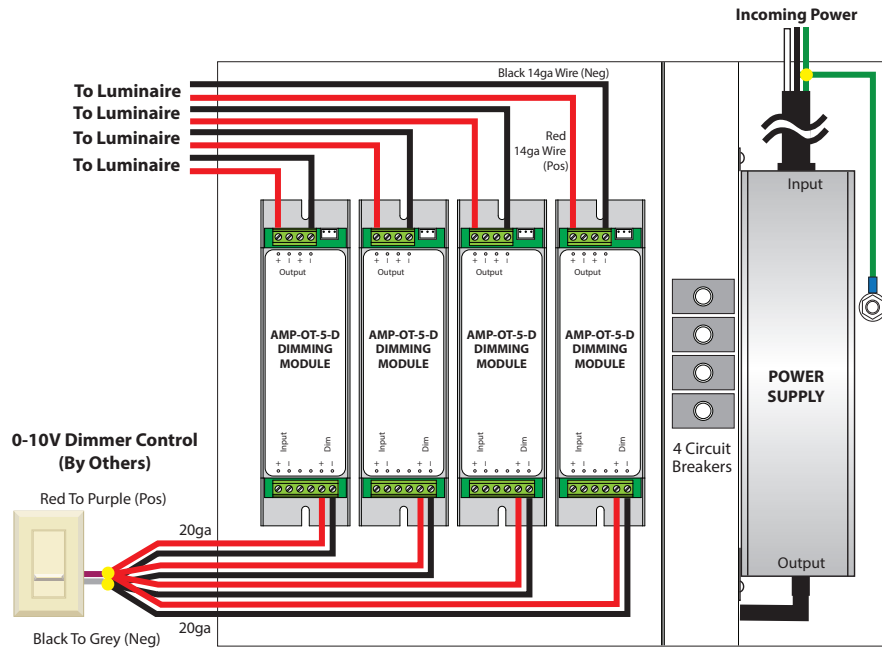 Incoming Power
Black 14ga Wire (Neg)
To Luminaire
To Luminaire
To Luminaire
To Luminaire
Red
14ga Wire
(Pos)
Input
+ – + –
Output
+ – + –
Output
+ – + –
Output
+ – + –
Output
AMP-OT-5-D
DIMMING
MODULE
AMP-OT-5-D
DIMMING
MODULE
AMP-OT-5-D
DIMMING
MODULE
AMP-OT-5-D
DIMMING
MODULE
POWER
SUPPLY
4 Circuit
Breakers
Input
Dim
+ – + –
Input
Dim
+ – + –
Input
Dim
+ – + –
Input
Dim
+ – + –
0-10V Dimmer Control
(By Others)
Red To Purple (Pos)
20ga
Output
20ga
Black To Grey (Neg)